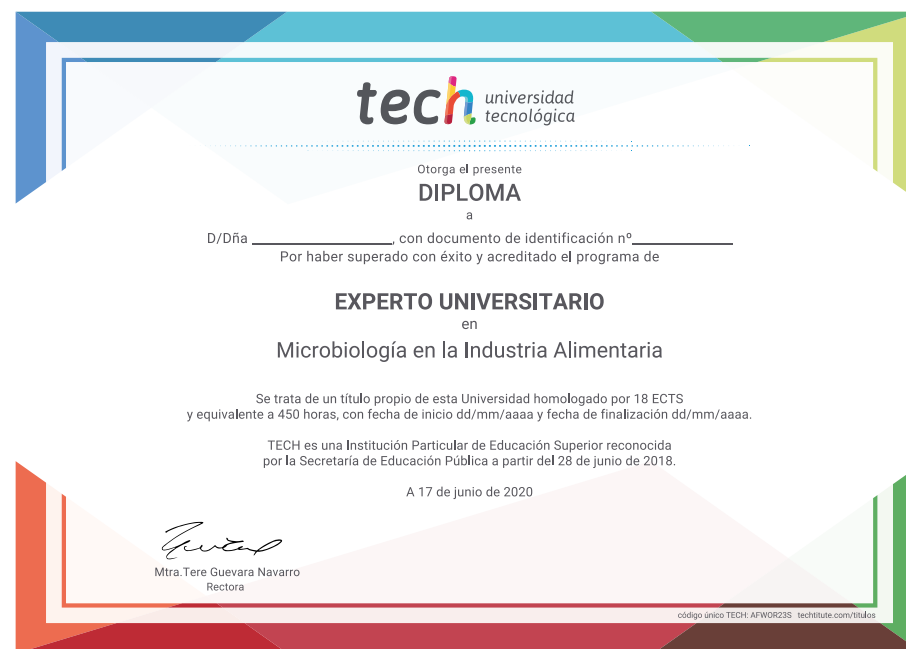 tech universidad
tecnológica
Otorga el presente
DIPLOMA
a
D/Dña ____________________, con documento de identificación nº______________
Por haber superado con éxito y acreditado el programa de
EXPERTO UNIVERSITARIO
en
Microbiología en la Industria Alimentaria
Se trata de un título propio de esta Universidad homologado por 18 ECTS
y equivalente a 450 horas, con fecha de inicio dd/mm/aaaa y fecha de finalización dd/mm/aaaa.
TECH es una Institución Particular de Educación Superior reconocida
por la Secretaría de Educación Pública a partir del 28 de junio de 2018.
A 17 de junio de 2020
Mtra.Tere Guevara Navarro
Rectora
código único TECH: AFWOR23S techtitute.com/titulos